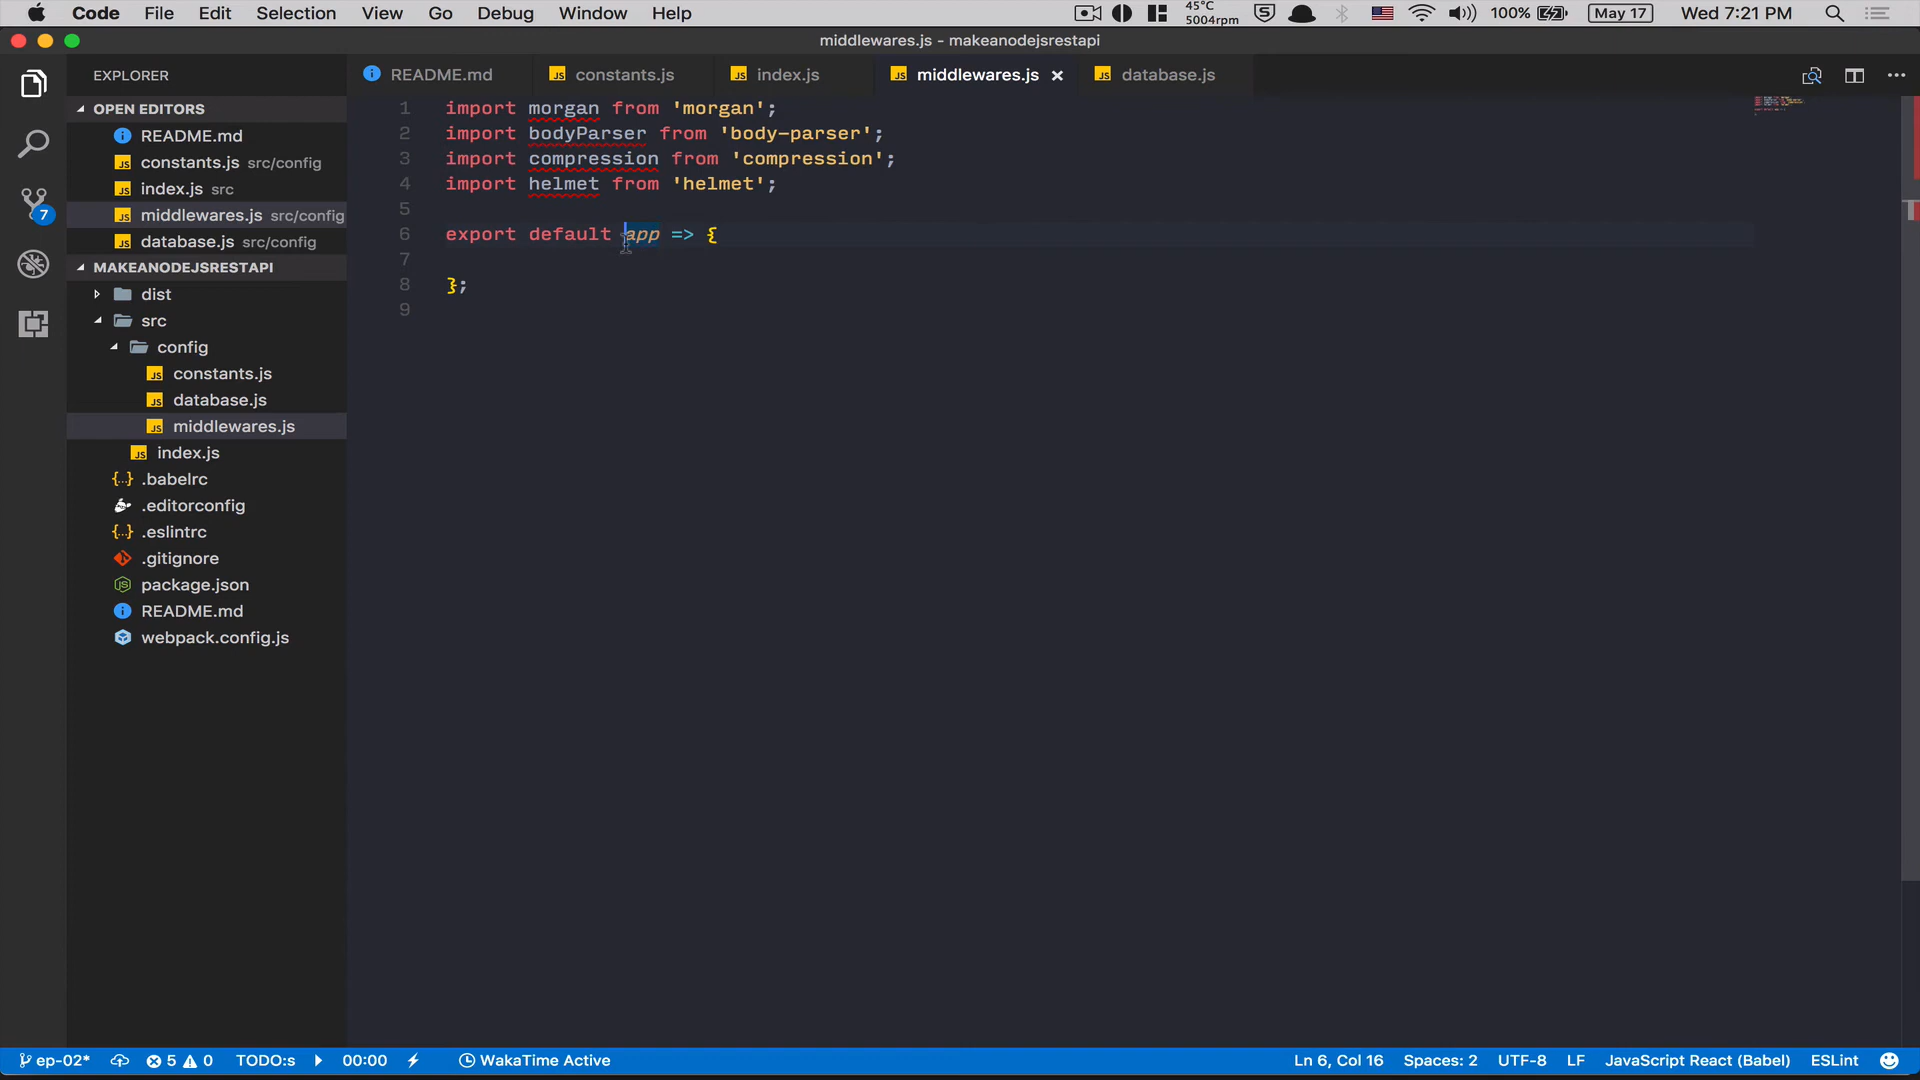 Code File Edit Selection View Go Debug Window Help
45°C
5004rpm
100%
May 17
Wed 7:21 PM
middlewares.js - makeanodejsrestapi
EXPLORER
OPEN EDITORS
README.md
constants.js src/config
index.js src
middlewares.js src/config
database.js src/config
7
MAKEANODEJSRESTAPI
dist
src
config
constants.js
database.js
middlewares.js
index.js
.babelrc
.editorconfig
.eslintrc
.gitignore
package.json
README.md
webpack.config.js
README.md constants.js index.js middlewares.js database.js
1 import morgan from 'morgan';
2 import bodyParser from 'body-parser';
3 import compression from 'compression';
4 import helmet from 'helmet';
5
6 export default app => {
7
8 };
9
ep-02* 5 0 TODO:s 00:00 WakaTime Active Ln 6, Col 16 Spaces: 2 UTF-8 LF JavaScript React (Babel) ESLint